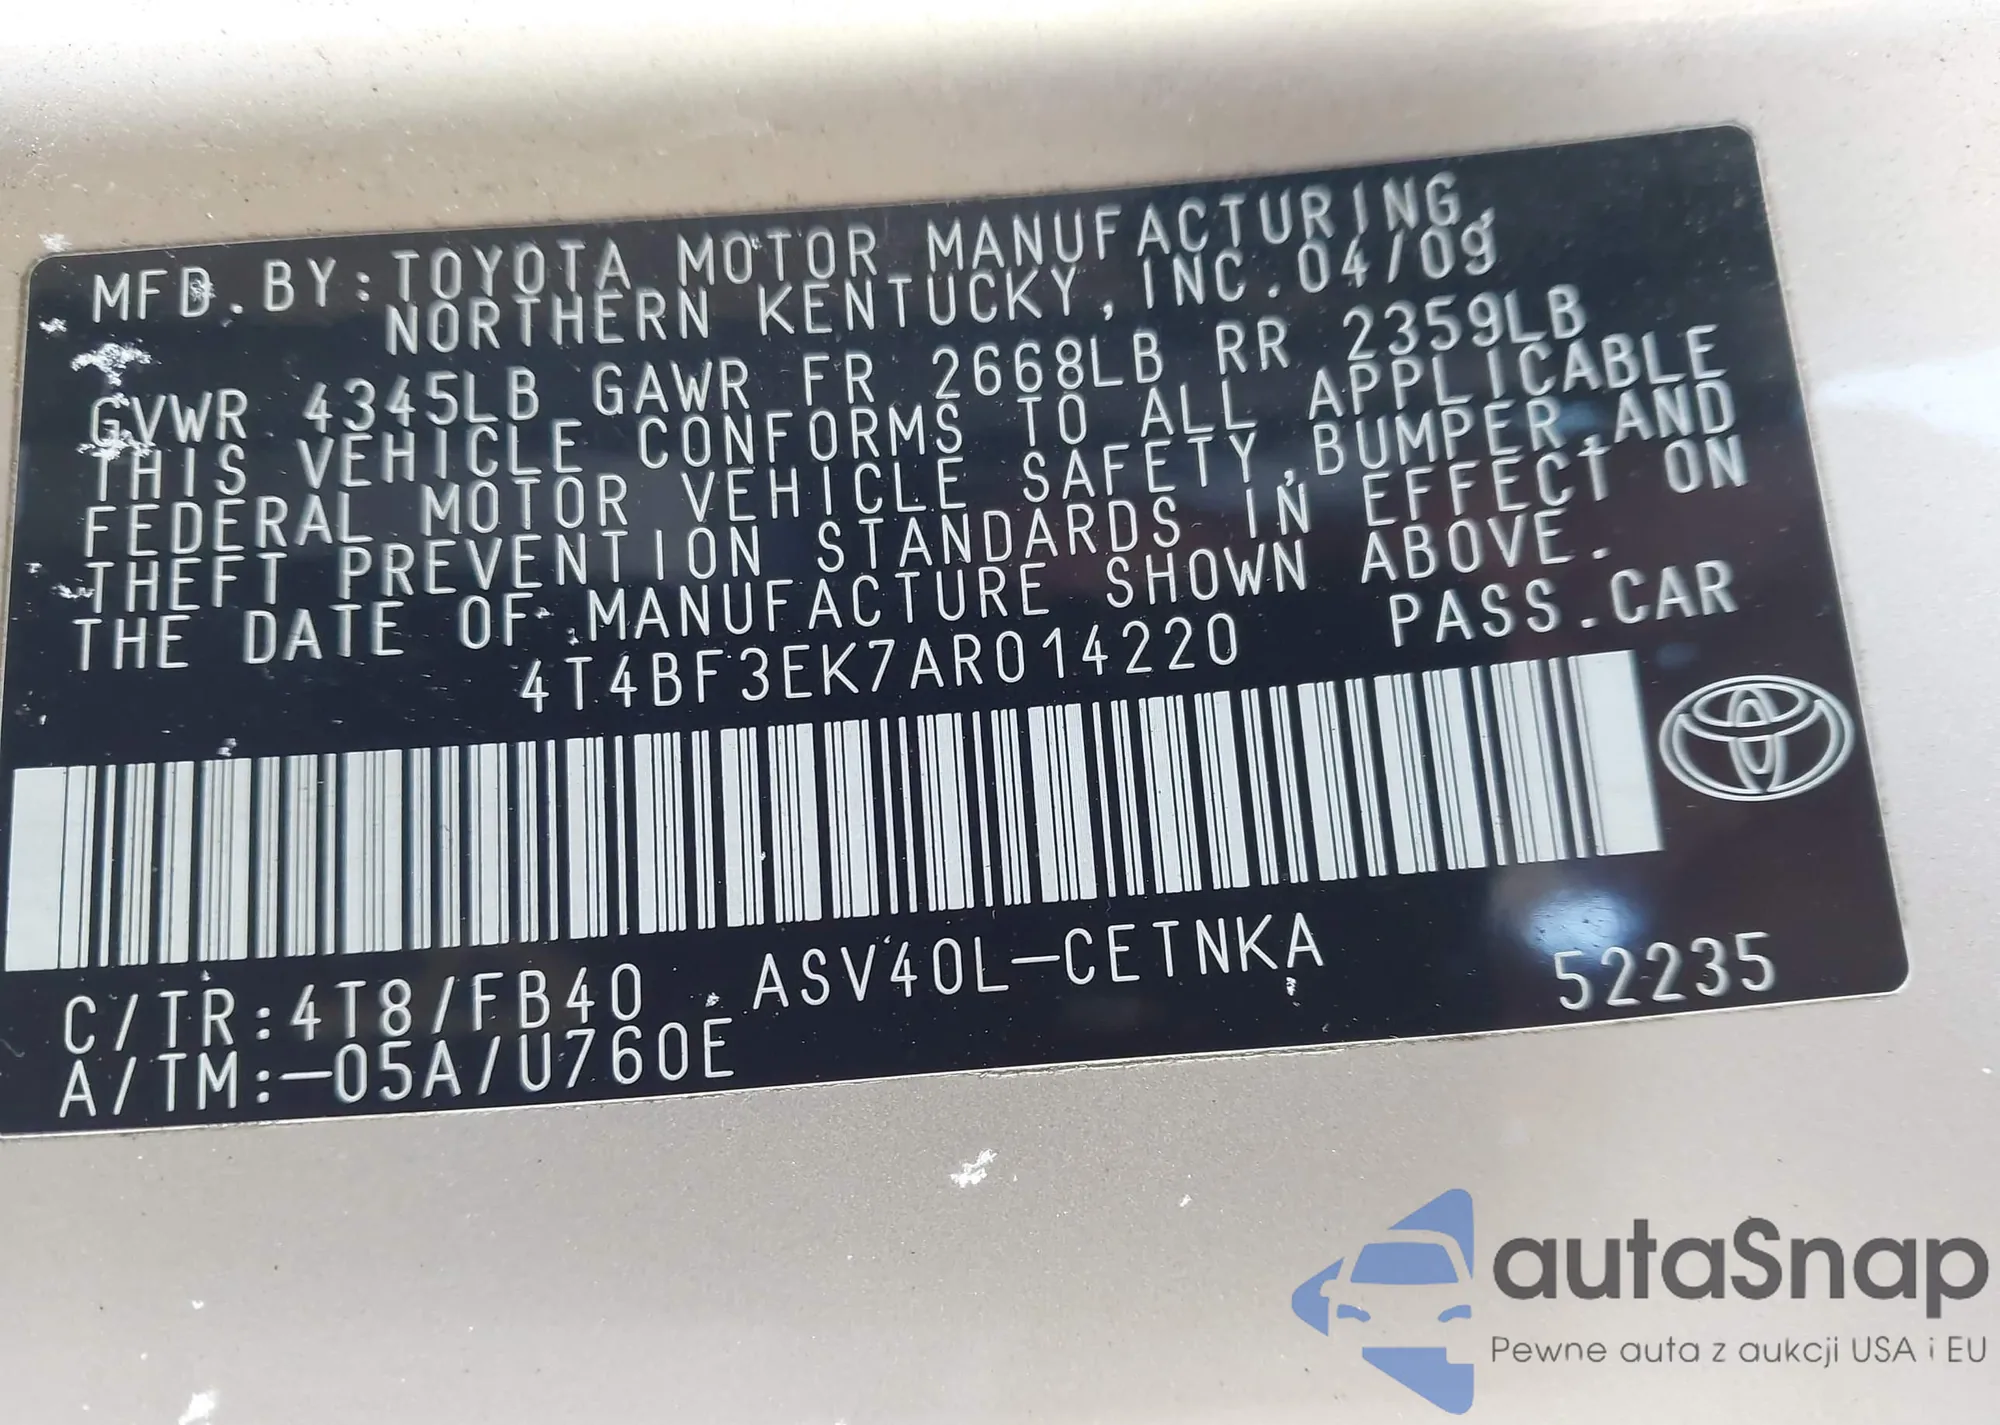 MFD. BY: TOYOTA MOTOR MANUFACTURING,
NORTHERN KENTUCKY, INC. 04/09
GVWR 4345LB GAWR FR 2668LB RR 2359LB
THIS VEHICLE CONFORMS TO ALL APPLICABLE
FEDERAL MOTOR VEHICLE SAFETY, BUMPER, AND
THEFT PREVENTION STANDARDS IN EFFECT ON
THE DATE OF MANUFACTURE SHOWN ABOVE.
4T4BF3EK7AR014220 PASS. CAR
C/TR:4T8/FB40 ASV40L-CETNKA
A/TM:-05A/U760E 52235
autaSnap
Pewne auta z aukcji USA i EU